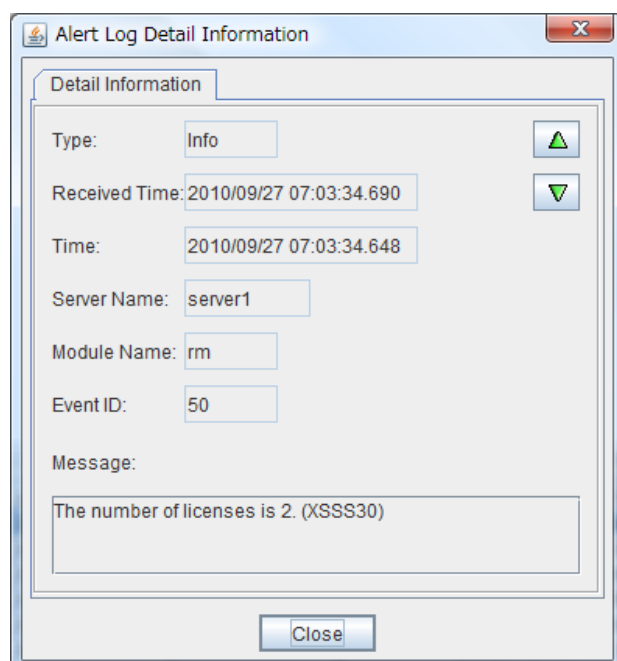 Alert Log Detail Information
Detail Information
Type: Info
Received Time: 2010/09/27 07:03:34.690
Time: 2010/09/27 07:03:34.648
Server Name: server1
Module Name: rm
Event ID: 50
Message:
The number of licenses is 2. (XSSS30)
Close